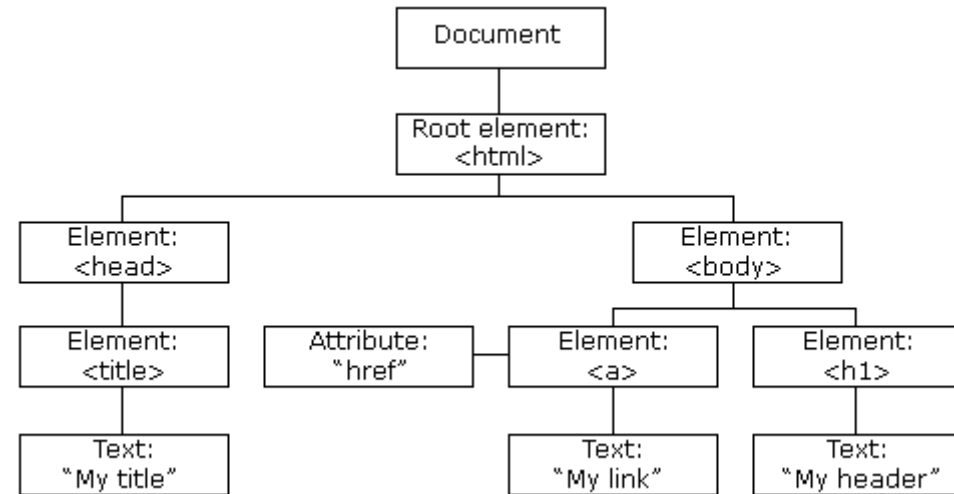 Document
Root element:
<html>
Element:
<head>
Element:
<body>
Element:
<title>
Attribute:
“href”
Element:
<a>
Element:
<h1>
Text:
“My title”
Text:
“My link”
Text:
“My header”